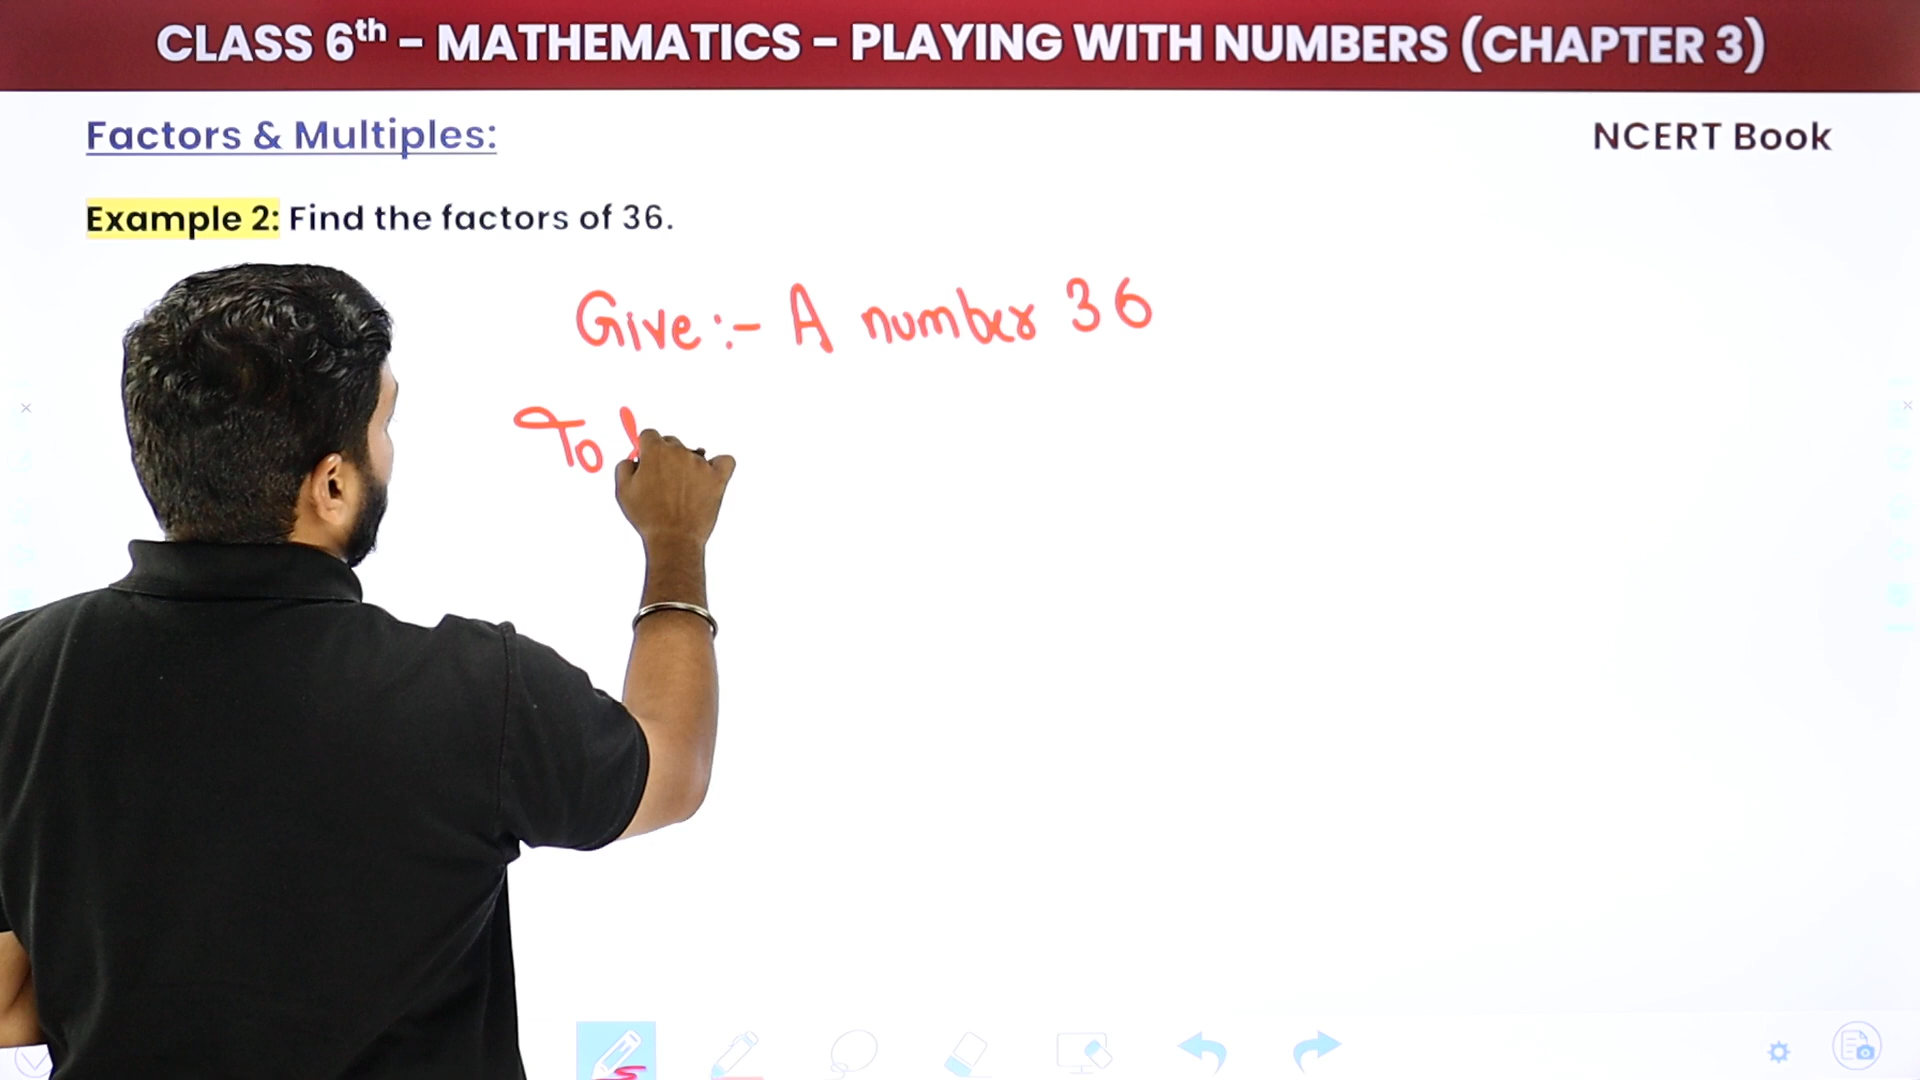 CLASS 6th - MATHEMATICS - PLAYING WITH NUMBERS (CHAPTER 3)
Factors & Multiples:
NCERT Book
Example 2: Find the factors of 36.
Give:- A number 36
To